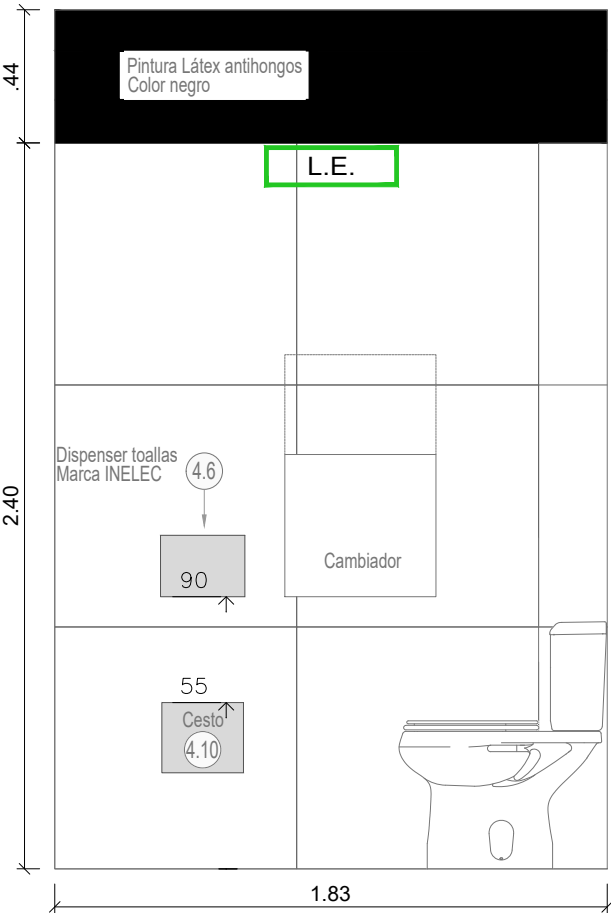 .44
Pintura Látex antihongos
Color negro
L.E.
2.40
Dispenser toallas
Marca INELEC
4.6
90
Cambiador
55
Cesto
4.10
1.83